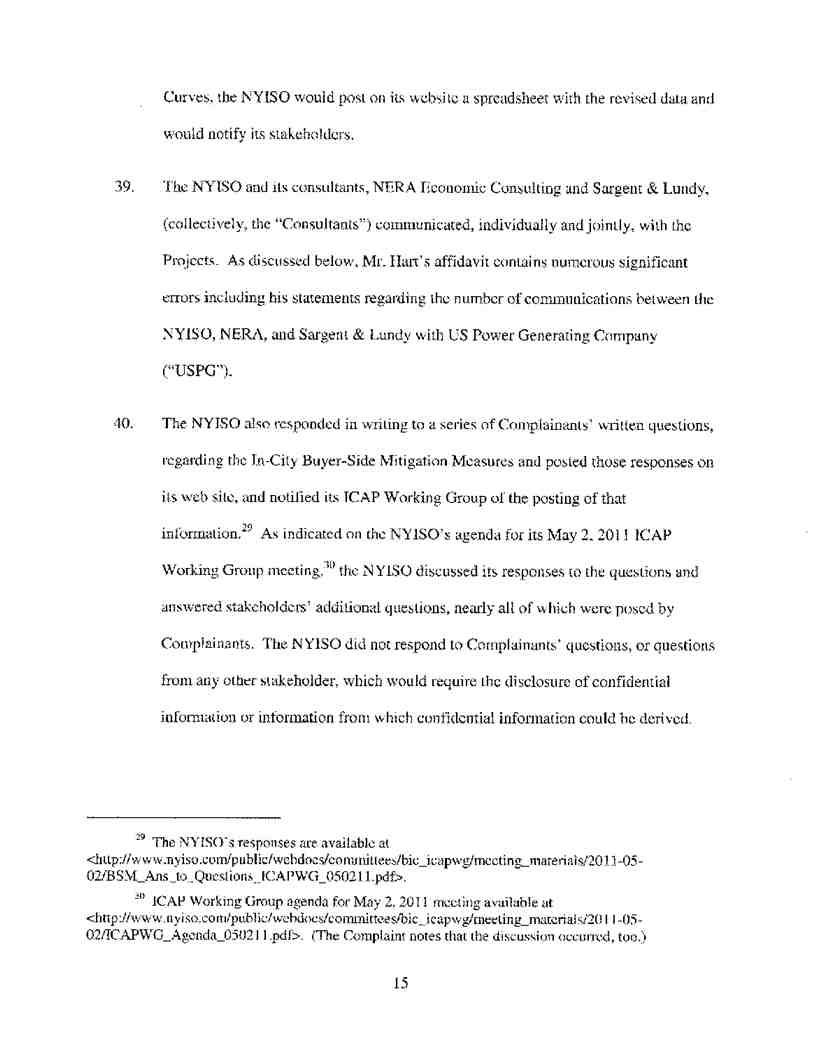 Curves, the NYISO would post on its website a spreadsheet with the revised data and
would notify its stakeholders.
39. The NYISO and its consultants, NERA Economic Consulting and Sargent & Lundy,
(collectively, the “Consultants”) communicated, individually and jointly, with the
Projects. As discussed below, Mr. Hart’s affidavit contains numerous significant
errors including his statements regarding the number of communications between the
NYISO, NERA, and Sargent & Lundy with US Power Generating Company
(“USPG”).
40. The NYISO also responded in writing to a series of Complainants’ written questions,
regarding the In-City Buyer-Side Mitigation Measures and posted those responses on
its web site, and notified its ICAP Working Group of the posting of that
information.29 As indicated on the NYISO’s agenda for its May 2, 2011 ICAP
Working Group meeting,30 the NYISO discussed its responses to the questions and
answered stakeholders’ additional questions, nearly all of which were posed by
Complainants. The NYISO did not respond to Complainants’ questions, or questions
from any other stakeholder, which would require the disclosure of confidential
information or information from which confidential information could be derived.
29 The NYISO’s responses are available at
<http://www.nyiso.com/public/webdocs/committees/bic_icapwg/meeting_materials/2011-05-
02/BSM_Ans_to_Questions_ICAPWG_050211.pdf>.
30 ICAP Working Group agenda for May 2, 2011 meeting available at
<http://www.nyiso.com/public/webdocs/committees/bic_icapwg/meeting_materials/2011-05-
02/ICAPWG_Agenda_050211.pdf>. (The Complaint notes that the discussion occurred, too.)
15